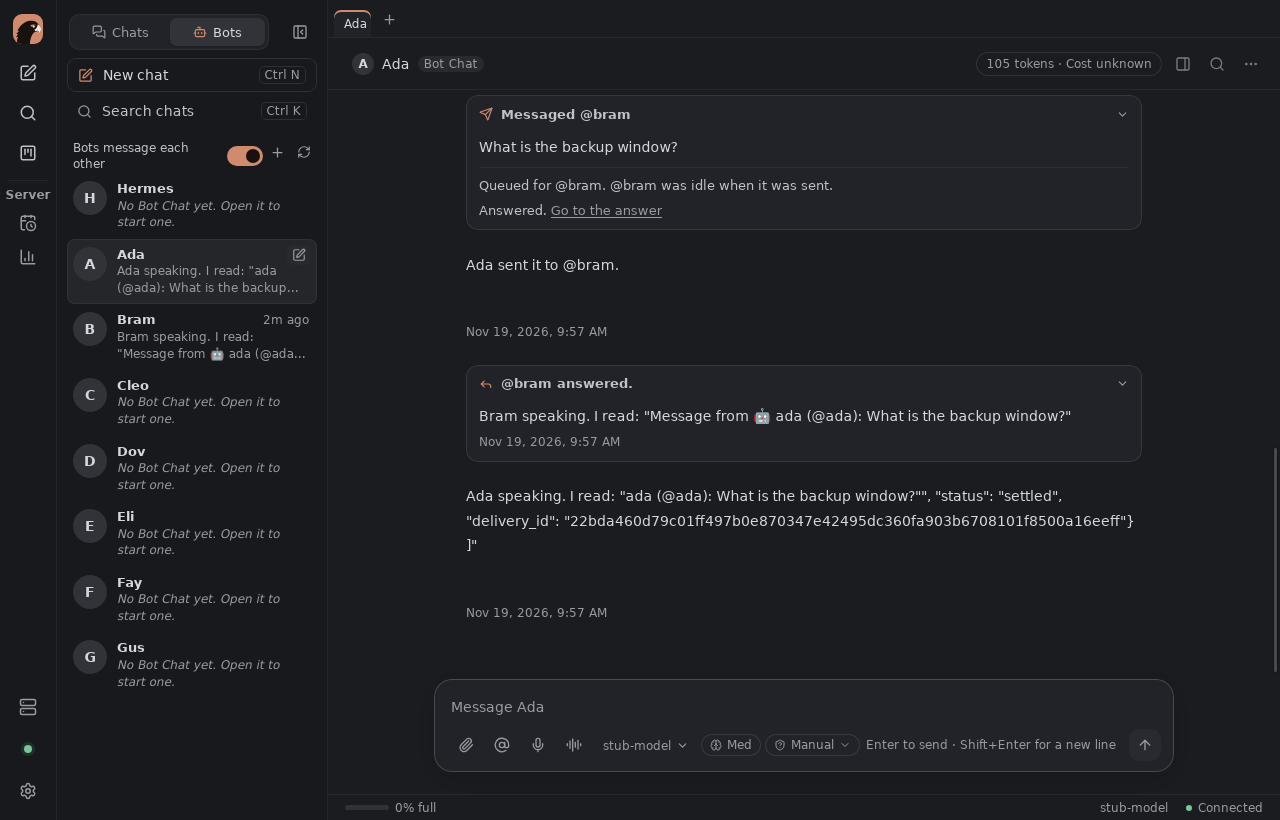 Chats
Bots
New chat
Ctrl N
Search chats
Ctrl K
Bots message each
other
Server
H
Hermes
No Bot Chat yet. Open it to
start one.
A
Ada
Ada speaking. I read: "ada
(@ada): What is the backup...
B
Bram
2m ago
Bram speaking. I read:
"Message from 🤖 ada (@ada...
C
Cleo
No Bot Chat yet. Open it to
start one.
D
Dov
No Bot Chat yet. Open it to
start one.
E
Eli
No Bot Chat yet. Open it to
start one.
F
Fay
No Bot Chat yet. Open it to
start one.
G
Gus
No Bot Chat yet. Open it to
start one.
Ada
A
Ada
Bot Chat
105 tokens · Cost unknown
Messaged @bram
What is the backup window?
Queued for @bram. @bram was idle when it was sent.
Answered. Go to the answer
Ada sent it to @bram.
Nov 19, 2026, 9:57 AM
@bram answered.
Bram speaking. I read: "Message from 🤖 ada (@ada): What is the backup window?"
Nov 19, 2026, 9:57 AM
Ada speaking. I read: "ada (@ada): What is the backup window?"", "status": "settled",
"delivery_id": "22bda460d79c01ff497b0e870347e42495dc360fa903b6708101f8500a16eeff"}
]"
Nov 19, 2026, 9:57 AM
Message Ada
stub-model
Med
Manual
Enter to send · Shift+Enter for a new line
0% full
stub-model
Connected